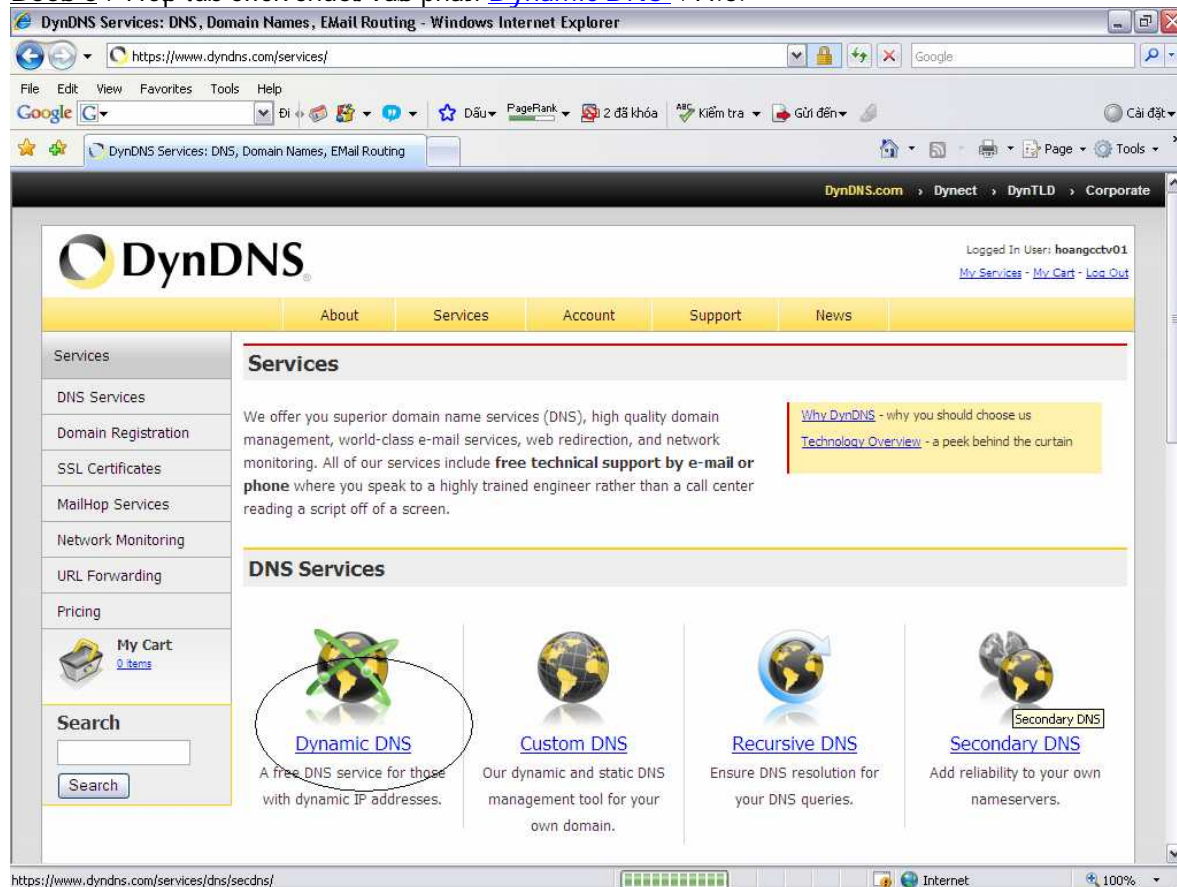 Dynamic DNS
DynDNS Services: DNS, Domain Names, EMail Routing - Windows Internet Explorer
https://www.dyndns.com/services/
Google
File Edit View Favorites Tools Help
Google G Đi Dấu PageRank 2 đã khóa Kiểm tra Gửi đến Cài đặt
DynDNS Services: DNS, Domain Names, EMail Routing
Page Tools
DynDNS.com › Dynect › DynTLD › Corporate
DynDNS
Logged In User: hoangcctv01
My Services - My Cart - Log Out
About Services Account Support News
Services
DNS Services
Domain Registration
SSL Certificates
MailHop Services
Network Monitoring
URL Forwarding
Pricing
My Cart
0 items
Search
Search
Services
We offer you superior domain name services (DNS), high quality domain
management, world-class e-mail services, web redirection, and network
monitoring. All of our services include free technical support by e-mail or
phone where you speak to a highly trained engineer rather than a call center
reading a script off of a screen.
Why DynDNS - why you should choose us
Technology Overview - a peek behind the curtain
DNS Services
Dynamic DNS
A free DNS service for those
with dynamic IP addresses.
Custom DNS
Our dynamic and static DNS
management tool for your
own domain.
Recursive DNS
Ensure DNS resolution for
your DNS queries.
Secondary DNS
Secondary DNS
Add reliability to your own
nameservers.
https://www.dyndns.com/services/dns/secdns/
Internet
100%